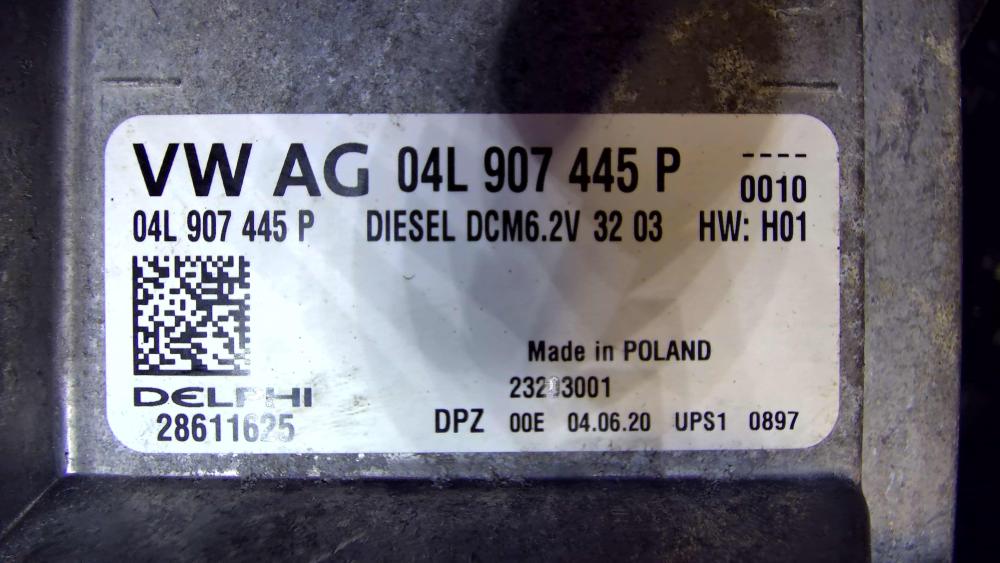 VW AG 04L 907 445 P ----
0010
04L 907 445 P DIESEL DCM6.2V 32 03 HW: H01
Made in POLAND
DELPHI
28611625
DPZ 00E 04.06.20 UPS1 0897